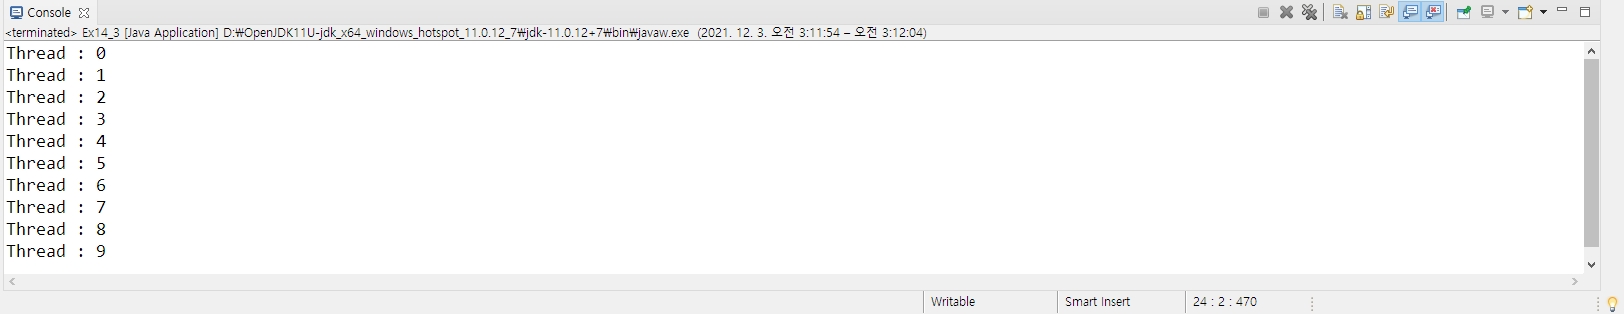 Console
<terminated> Ex14_3 [Java Application] D:₩OpenJDK11U-jdk_x64_windows_hotspot_11.0.12_7₩jdk-11.0.12+7₩bin₩javaw.exe (2021. 12. 3. 오전 3:11:54 – 오전 3:12:04)
Thread : 0
Thread : 1
Thread : 2
Thread : 3
Thread : 4
Thread : 5
Thread : 6
Thread : 7
Thread : 8
Thread : 9
Writable Smart Insert 24 : 2 : 470